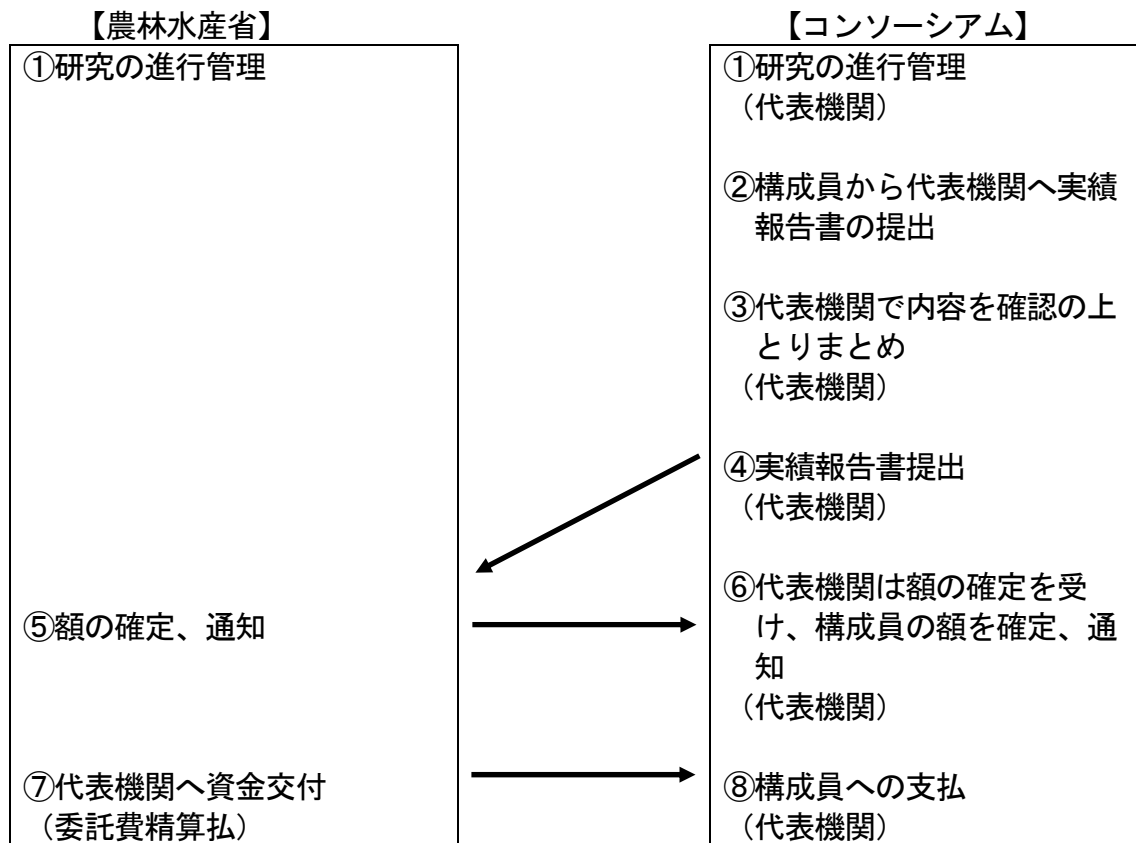 【農林水産省】
①研究の進行管理
⑤額の確定、通知
⑦代表機関へ資金交付
(委託費精算払)
【コンソーシアム】
①研究の進行管理
(代表機関)
②構成員から代表機関へ実績
報告書の提出
③代表機関で内容を確認の上
とりまとめ
(代表機関)
④実績報告書提出
(代表機関)
⑥代表機関は額の確定を受
け、構成員の額を確定、通
知
(代表機関)
⑧構成員への支払
(代表機関)